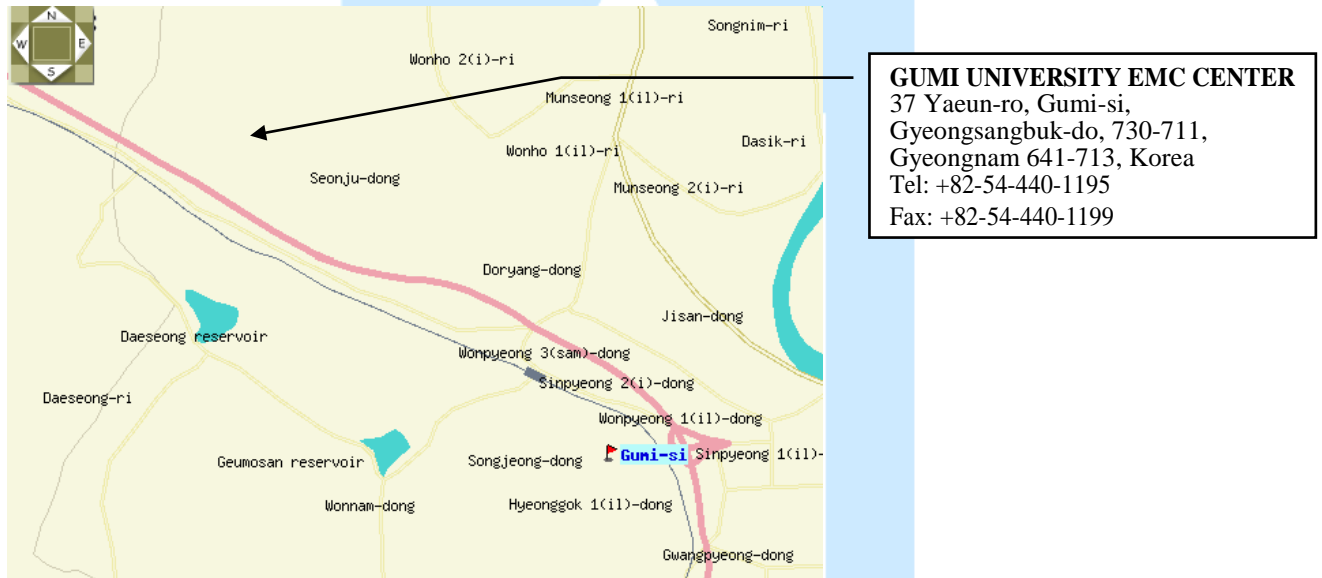 N
W E
S
Songnim-ri
Wonho 2(i)-ri
Munseong 1(il)-ri
Dasik-ri
Wonho 1(il)-ri
Seonju-dong
Munseong 2(i)-ri
Doryang-dong
Jisan-dong
Daeseong reservoir
Wonpyeong 3(sam)-dong
Sinpyeong 2(i)-dong
Daeseong-ri
Wonpyeong 1(il)-dong
Gumi-si
Sinpyeong 1(il)-
Geumosan reservoir
Songjeong-dong
Wonnam-dong
Hyeonggok 1(il)-dong
Gwangpyeong-dong
GUMI UNIVERSITY EMC CENTER
37 Yaeun-ro, Gumi-si,
Gyeongsangbuk-do, 730-711,
Gyeongnam 641-713, Korea
Tel: +82-54-440-1195
Fax: +82-54-440-1199